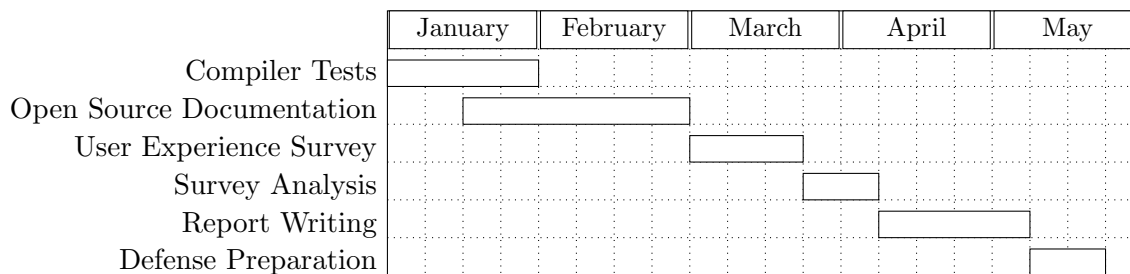 January February March April May
Compiler Tests
Open Source Documentation
User Experience Survey
Survey Analysis
Report Writing
Defense Preparation